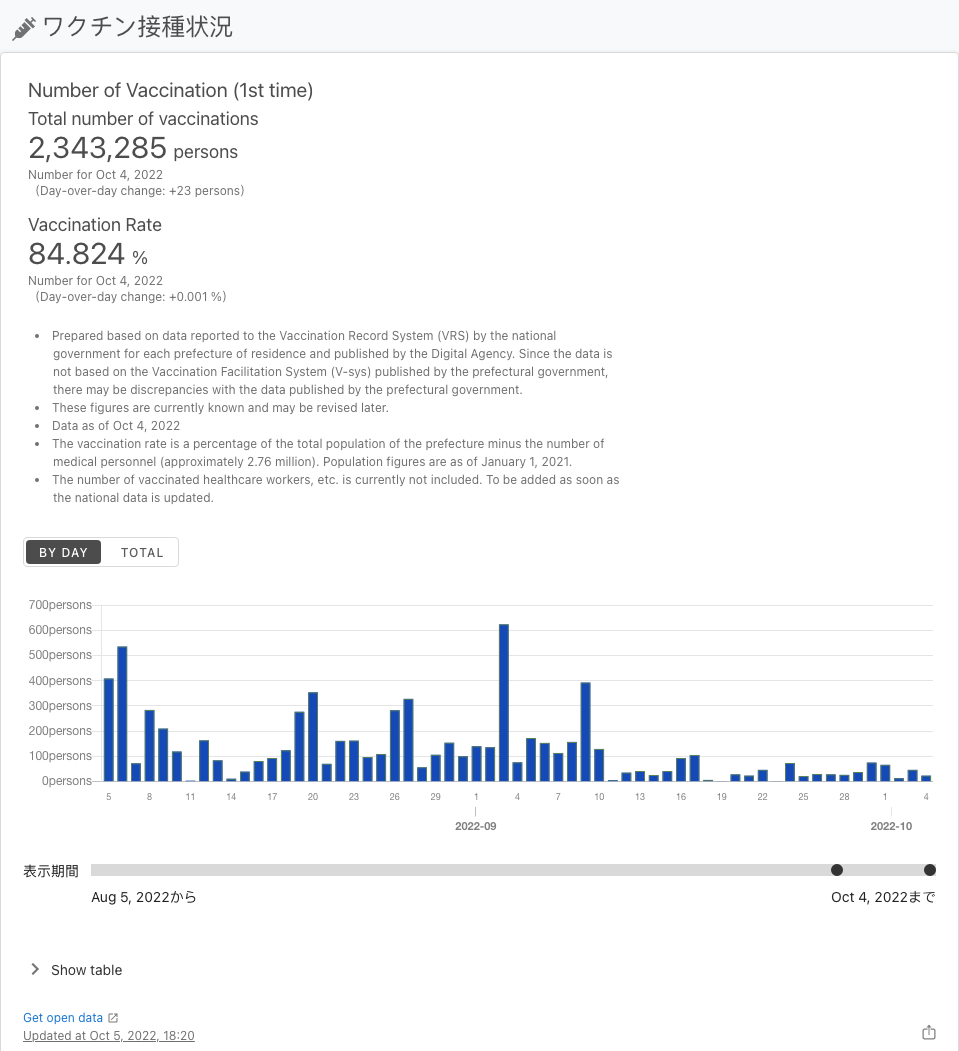 ワクチン接種状況
Number of Vaccination (1st time)
Total number of vaccinations
2,343,285 persons
Number for Oct 4, 2022
(Day-over-day change: +23 persons)
Vaccination Rate
84.824 %
Number for Oct 4, 2022
(Day-over-day change: +0.001 %)
• Prepared based on data reported to the Vaccination Record System (VRS) by the national
government for each prefecture of residence and published by the Digital Agency. Since the data is
not based on the Vaccination Facilitation System (V-sys) published by the prefectural government,
there may be discrepancies with the data published by the prefectural government.
• These figures are currently known and may be revised later.
• Data as of Oct 4, 2022
• The vaccination rate is a percentage of the total population of the prefecture minus the number of
medical personnel (approximately 2.76 million). Population figures are as of January 1, 2021.
• The number of vaccinated healthcare workers, etc. is currently not included. To be added as soon as
the national data is updated.
BY DAY TOTAL
700persons
600persons
500persons
400persons
300persons
200persons
100persons
0persons
5 8 11 14 17 20 23 26 29 1 4 7 10 13 16 19 22 25 28 1 4
2022-09 2022-10
表示期間
Aug 5, 2022から Oct 4, 2022まで
Show table
Get open data
Updated at Oct 5, 2022, 18:20